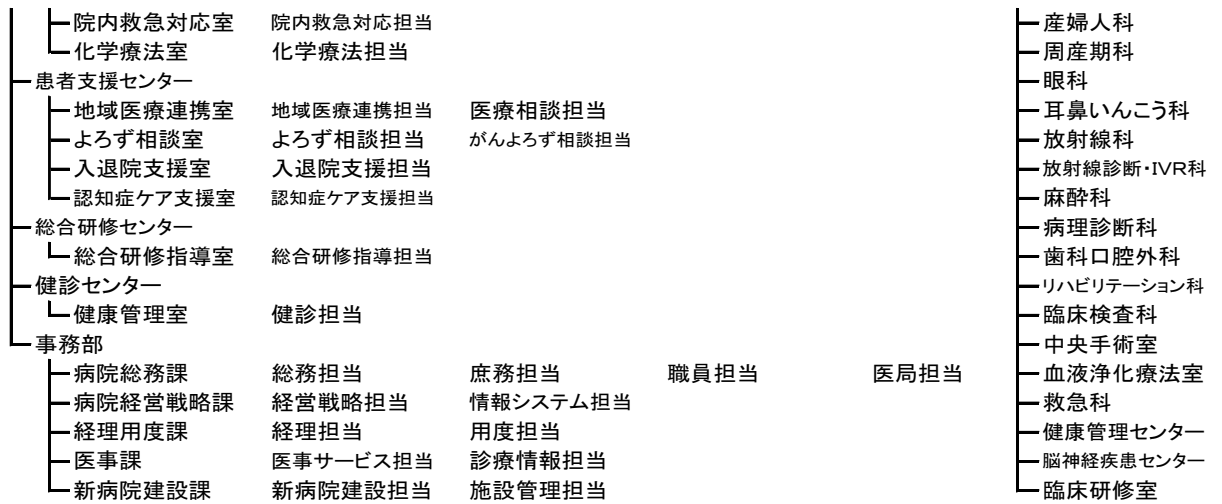 院内救急対応室 院内救急対応担当 産婦人科
化学療法室 化学療法担当 周産期科
患者支援センター 眼科
地域医療連携室 地域医療連携担当 医療相談担当 耳鼻いんこう科
よろず相談室 よろず相談担当 がんよろず相談担当 放射線科
入退院支援室 入退院支援担当 放射線診断・IVR科
認知症ケア支援室 認知症ケア支援担当 麻酔科
総合研修センター 病理診断科
総合研修指導室 総合研修指導担当 歯科口腔外科
健診センター リハビリテーション科
健康管理室 健診担当 臨床検査科
事務部 中央手術室
病院総務課 総務担当 庶務担当 職員担当 医局担当 血液浄化療法室
病院経営戦略課 経営戦略担当 情報システム担当 救急科
経理用度課 経理担当 用度担当 健康管理センター
医事課 医事サービス担当 診療情報担当 脳神経疾患センター
新病院建設課 新病院建設担当 施設管理担当 臨床研修室